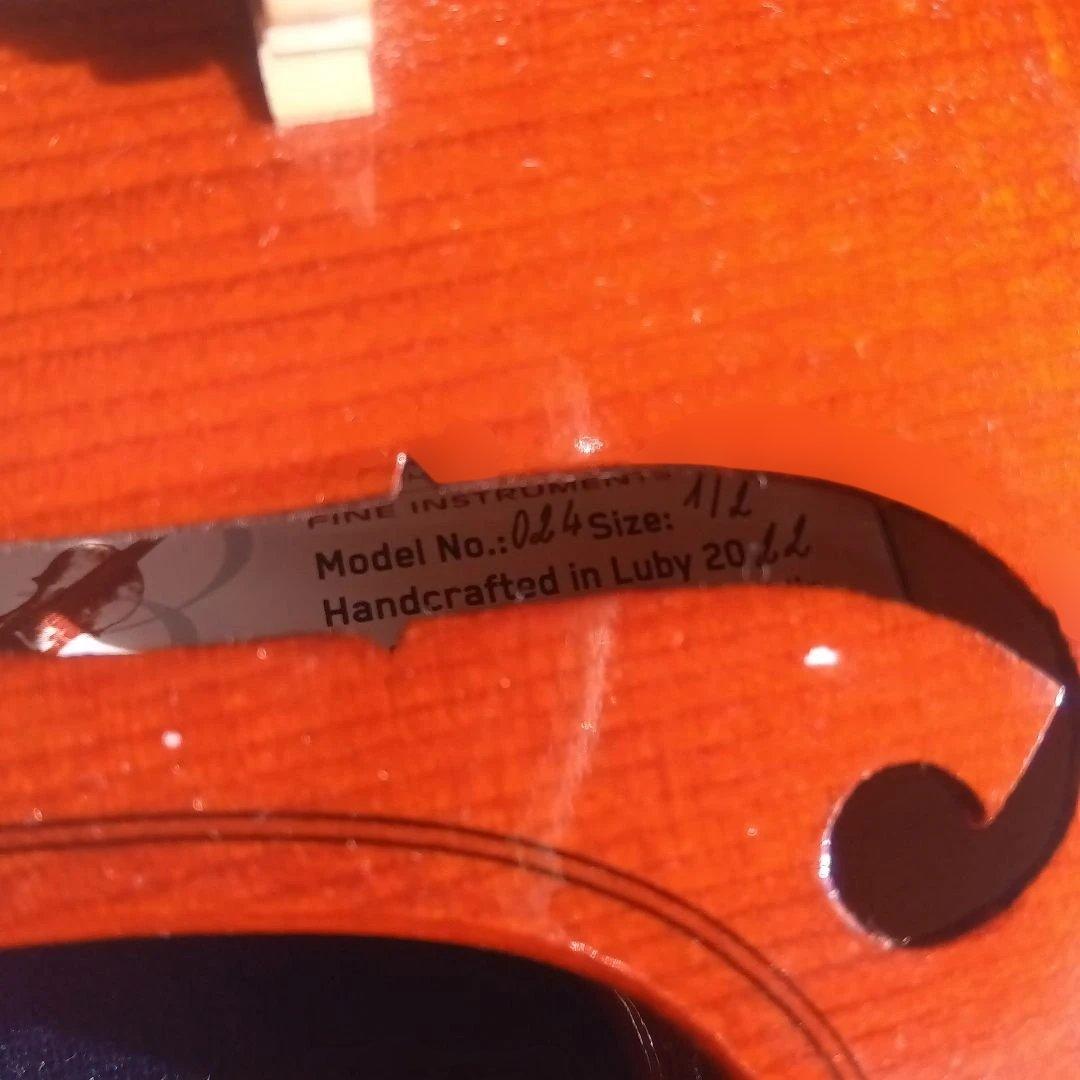 FINE INSTRUMENTS
Model No.: 024 Size: 1/2
Handcrafted in Luby 2022